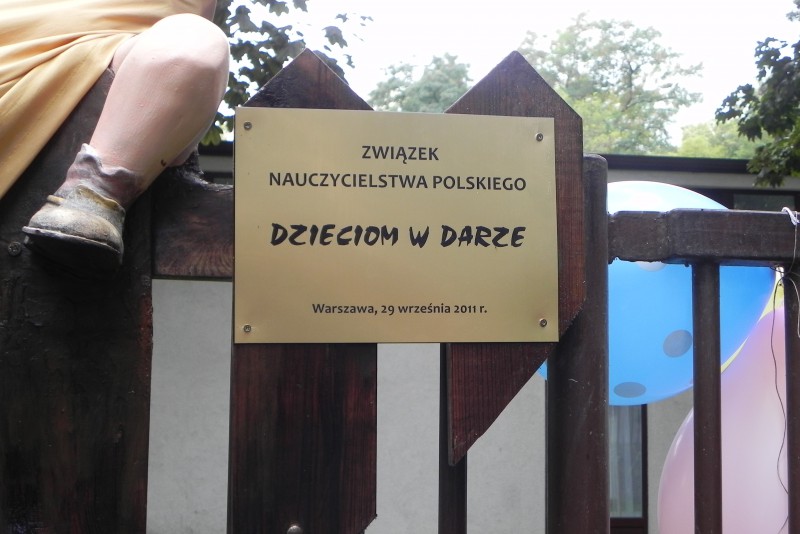 ZWIĄZEK
NAUCZYCIELSTWA POLSKIEGO
DZIECIOM W DARZE
Warszawa, 29 września 2011 r.